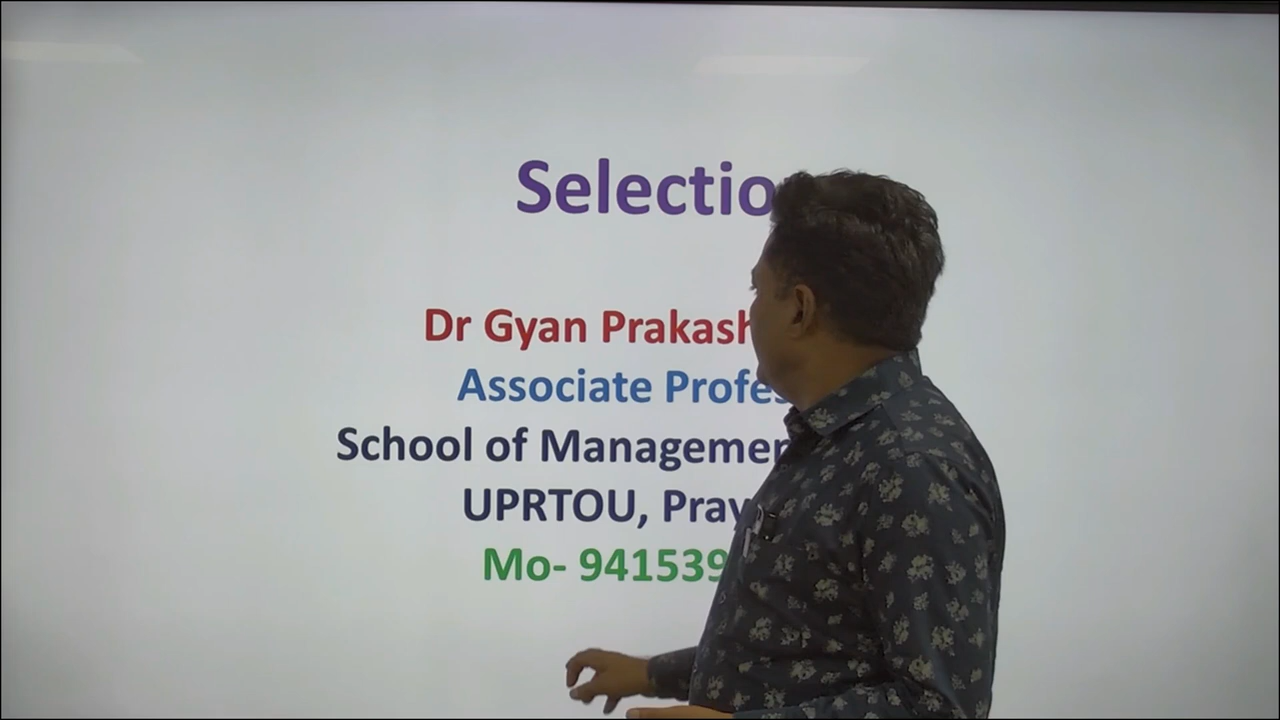 Selectio
Dr Gyan Prakash
Associate Profes
School of Managemen
UPRTOU, Pray
Mo- 941539